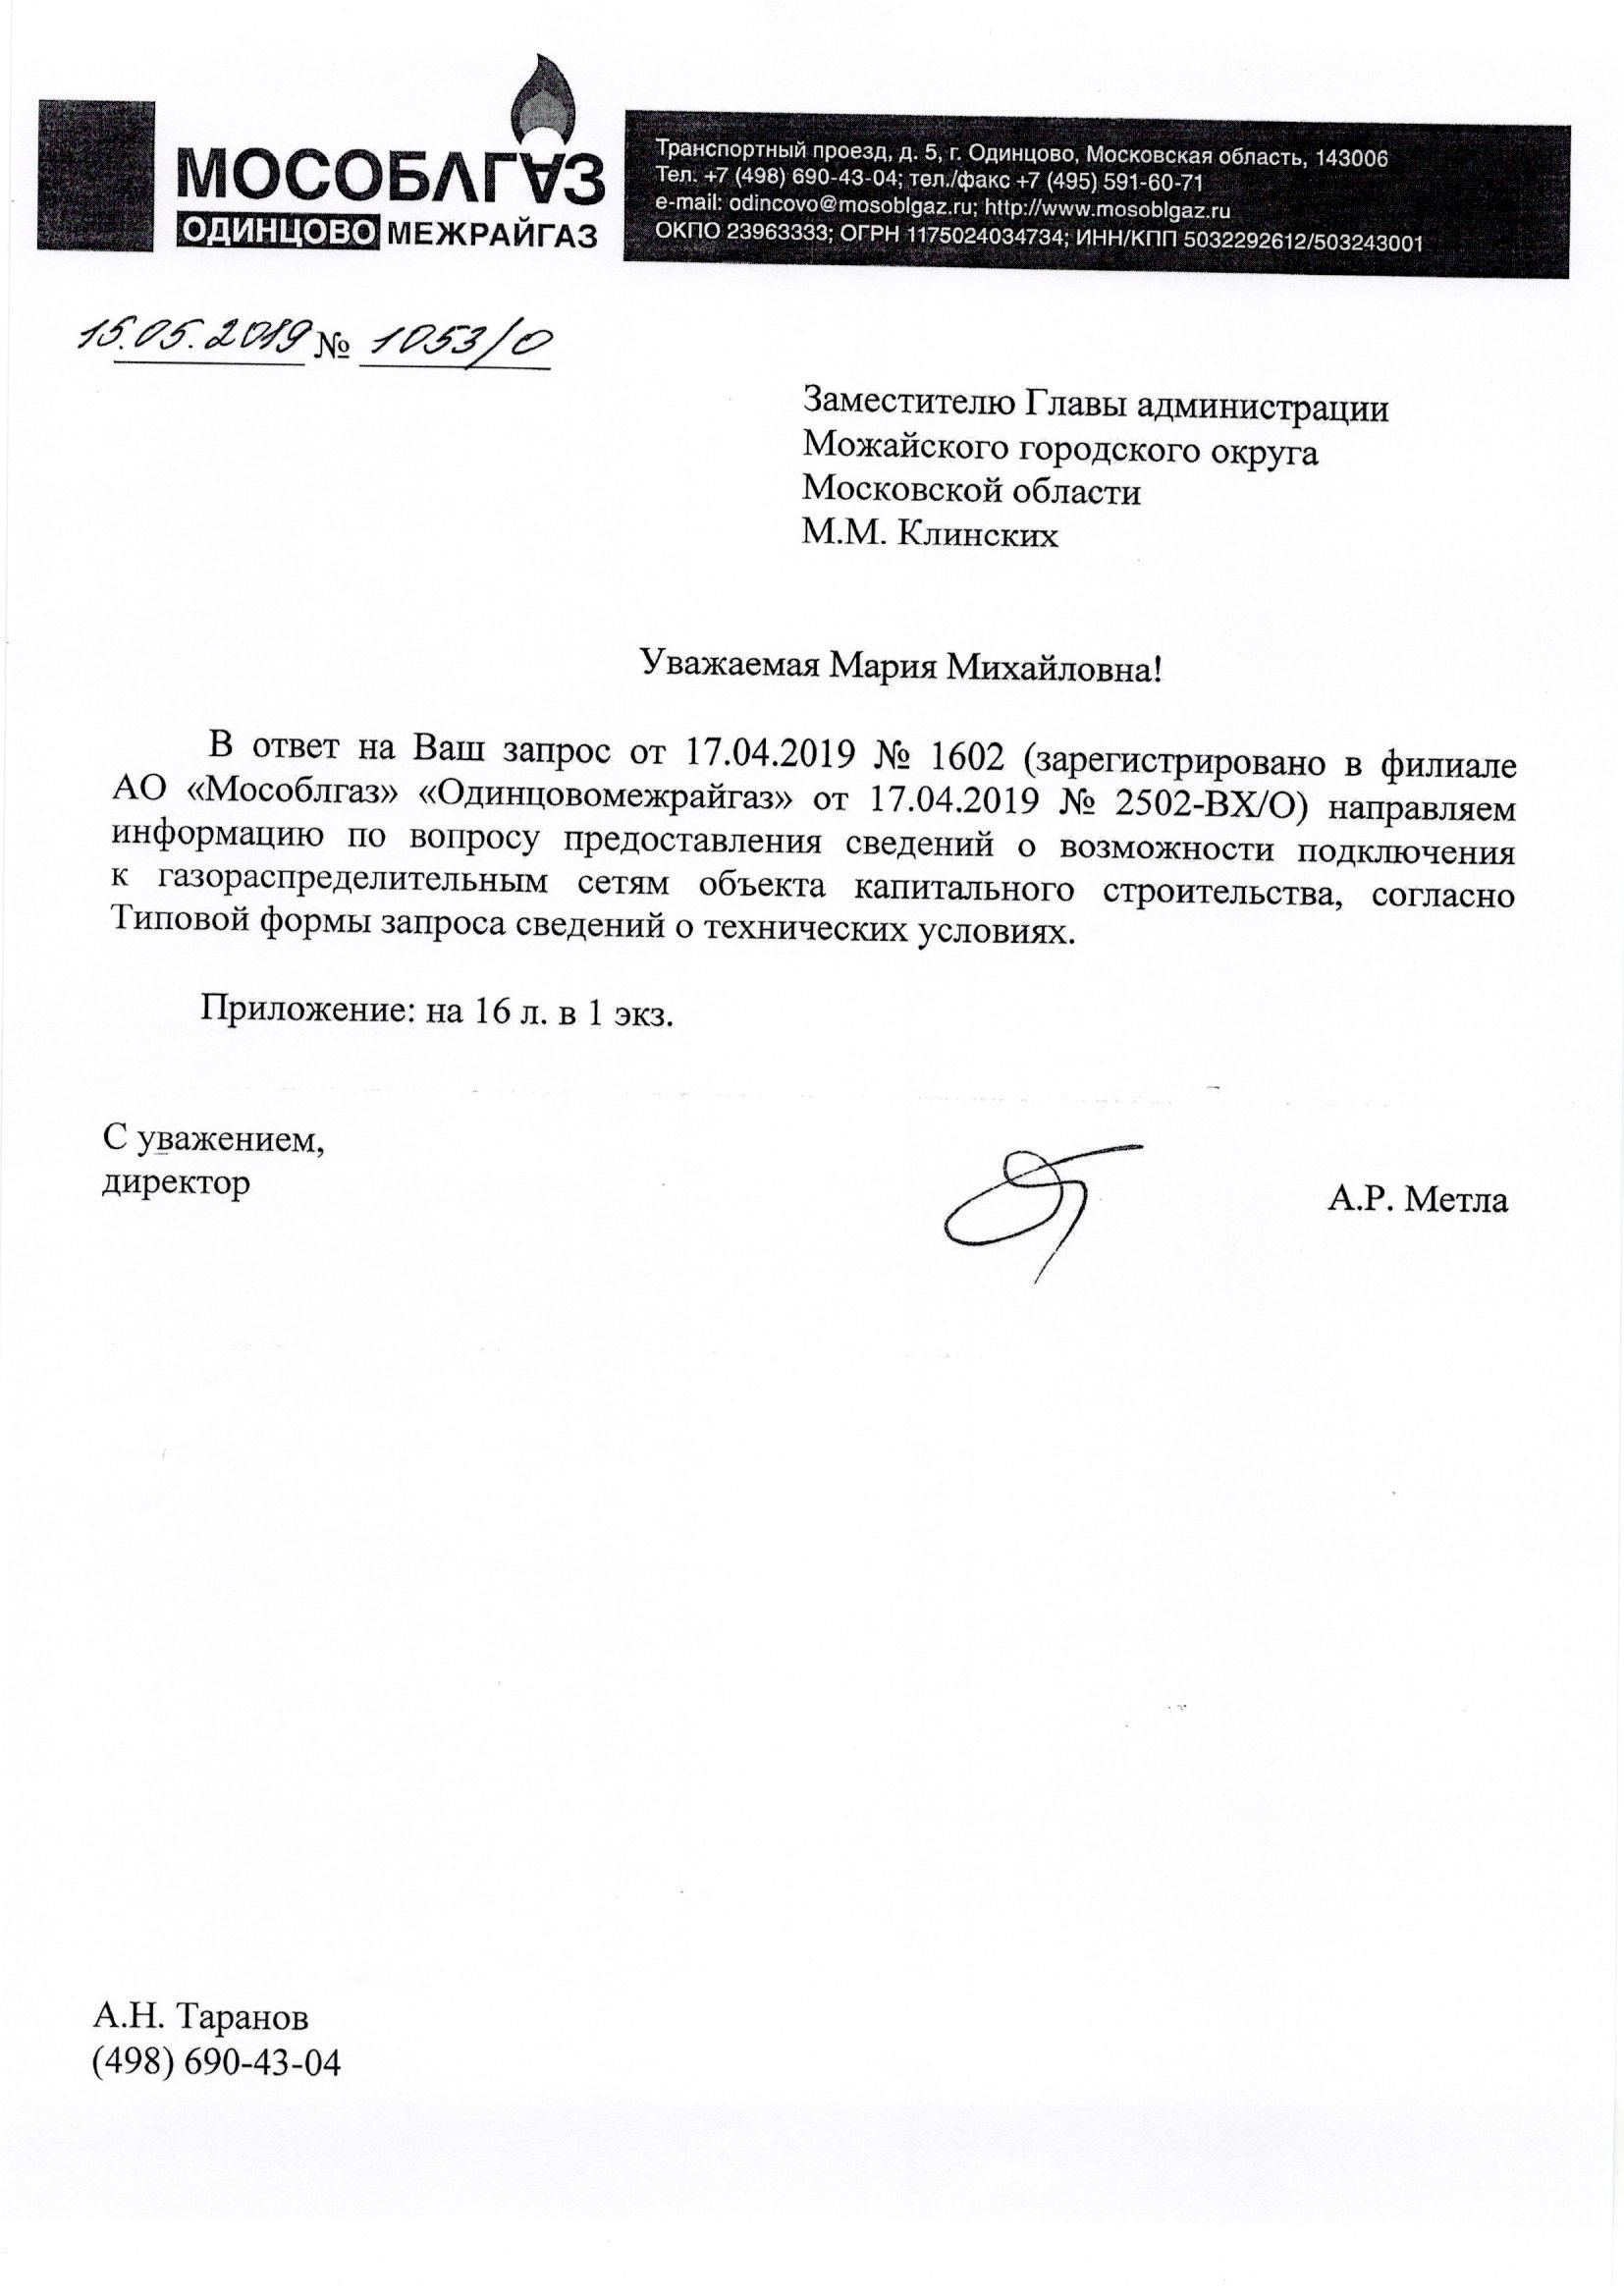 МОСОБЛГАЗ
ОДИНЦОВО МЕЖРАЙГАЗ
Транспортный проезд, д. 5, г. Одинцово, Московская область, 143006
Тел. +7 (498) 690-43-04; тел./факс +7 (495) 591-60-71
e-mail: odincovo@mosoblgaz.ru; http://www.mosoblgaz.ru
ОКПО 23963333; ОГРН 1175024034734; ИНН/КПП 5032292612/503243001
15.05.2019 № 1053/О
Заместителю Главы администрации
Можайского городского округа
Московской области
М.М. Клинских
Уважаемая Мария Михайловна!
В ответ на Ваш запрос от 17.04.2019 № 1602 (зарегистрировано в филиале
АО «Мособлгаз» «Одинцовомежрайгаз» от 17.04.2019 № 2502-ВХ/О) направляем
информацию по вопросу предоставления сведений о возможности подключения
к газораспределительным сетям объекта капитального строительства, согласно
Типовой формы запроса сведений о технических условиях.
Приложение: на 16 л. в 1 экз.
С уважением,
директор
А.Р. Метла
А.Н. Таранов
(498) 690-43-04